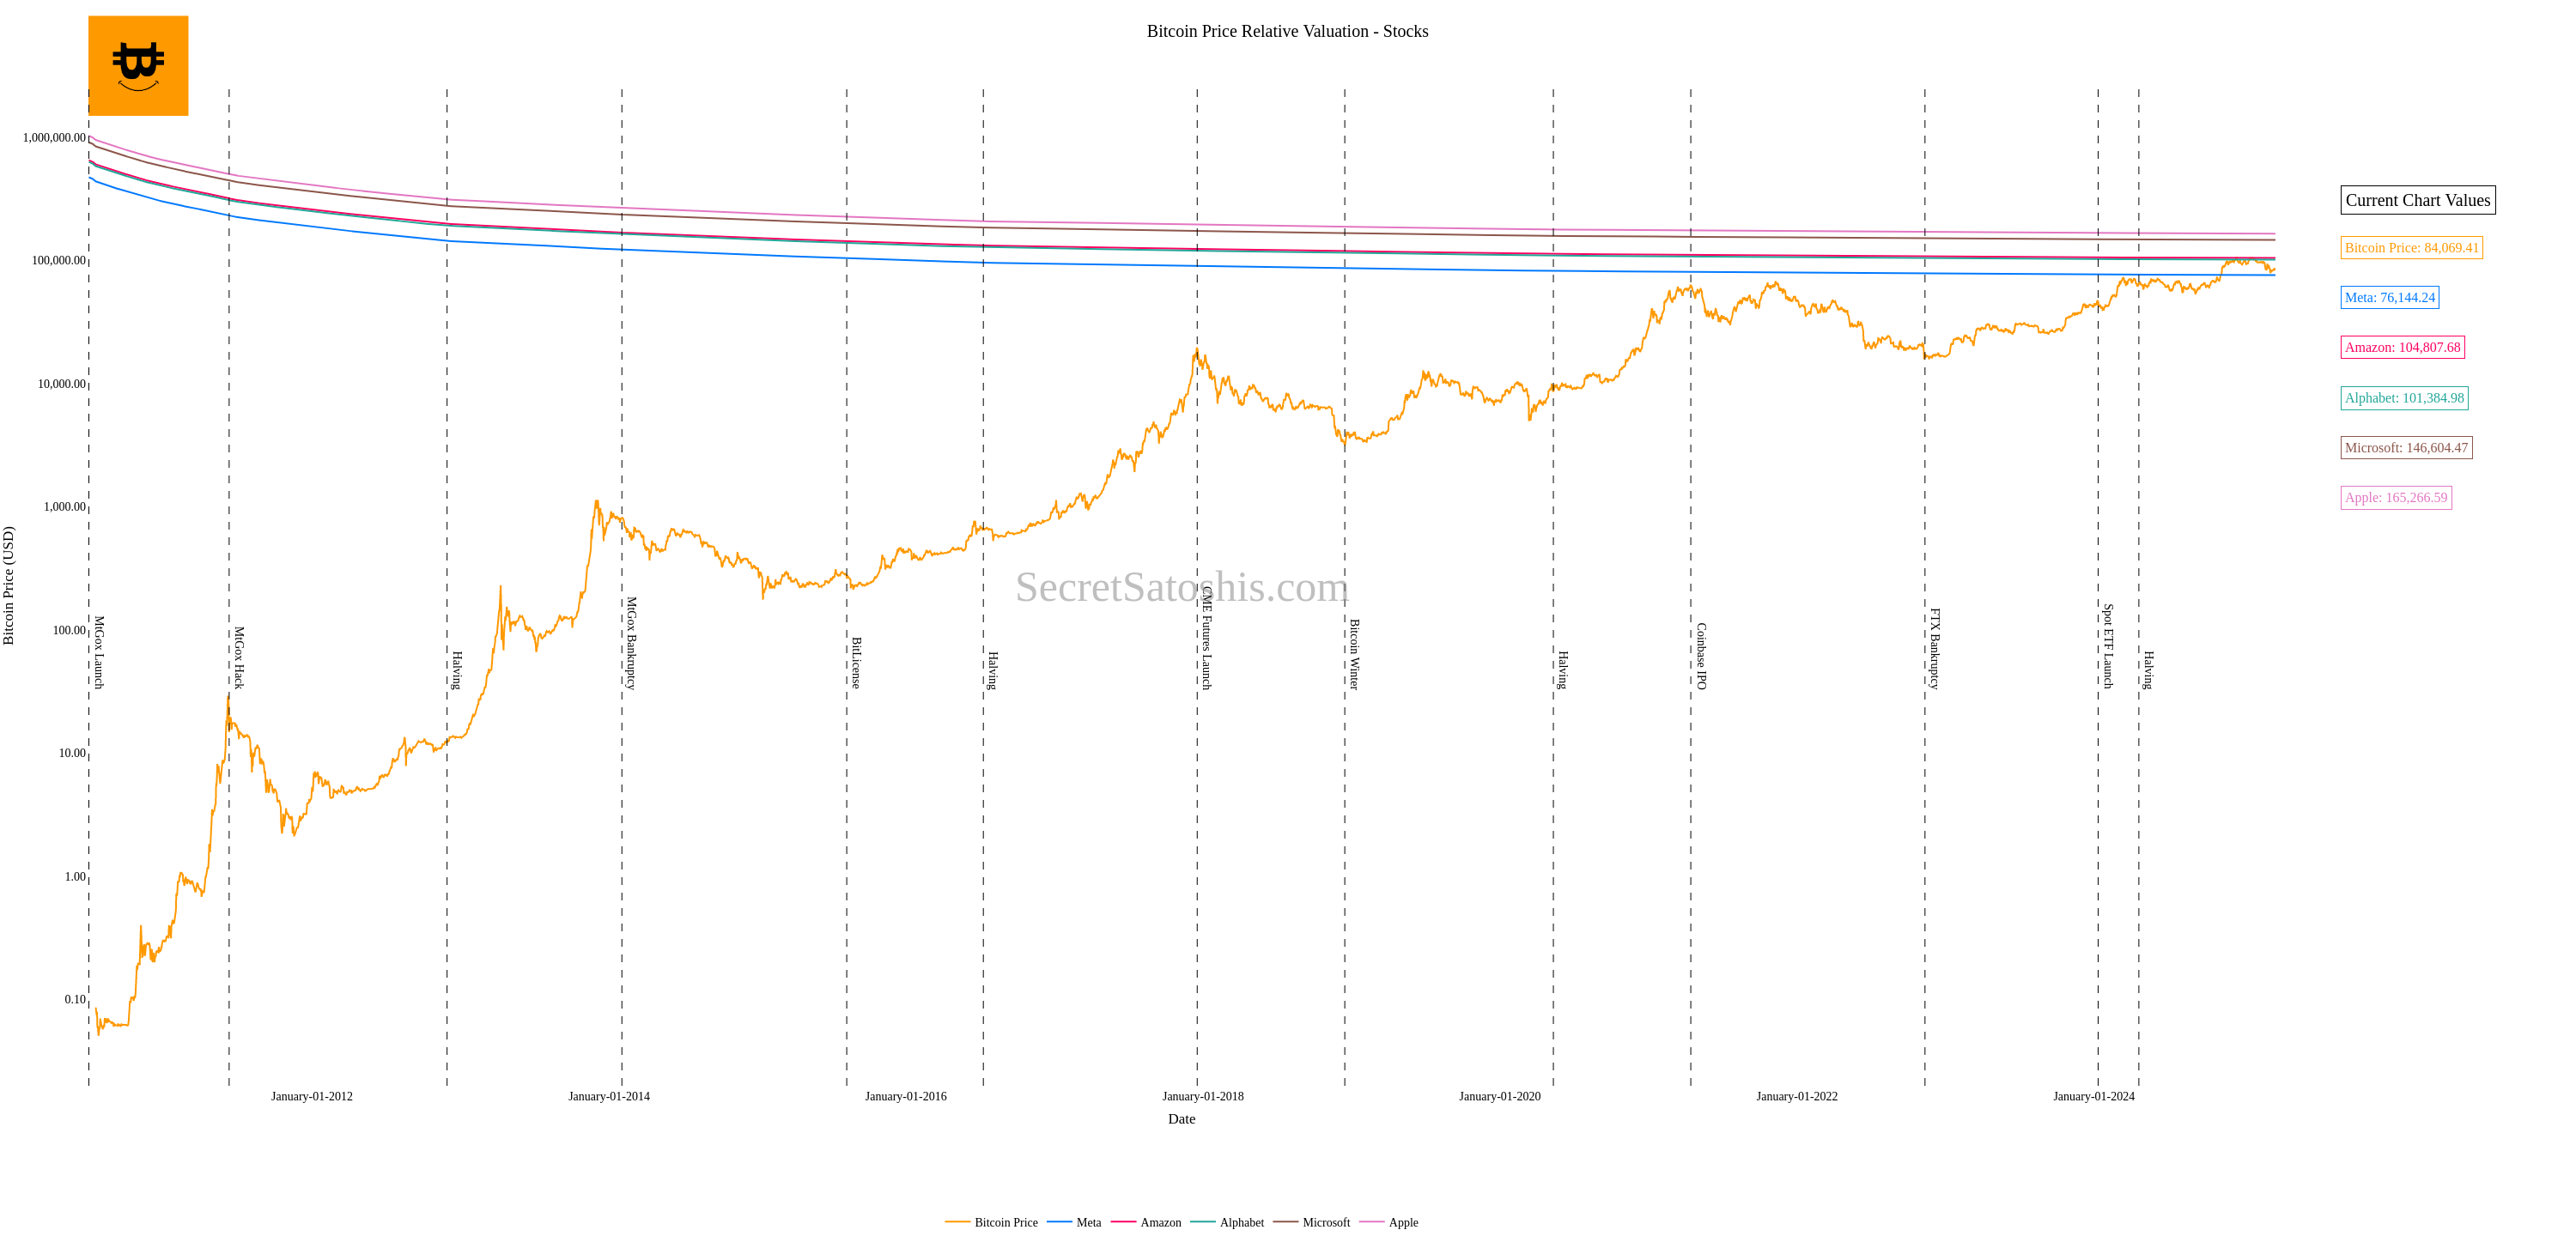 Bitcoin Price Relative Valuation - Stocks
1,000,000.00
100,000.00
10,000.00
1,000.00
100.00
10.00
1.00
0.10
Bitcoin Price (USD)
MtGox Launch
MtGox Hack
Halving
MtGox Bankruptcy
BitLicense
Halving
CME Futures Launch
Bitcoin Winter
Halving
Coinbase IPO
FTX Bankruptcy
Spot ETF Launch
Halving
SecretSatoshis.com
Current Chart Values
Bitcoin Price: 84,069.41
Meta: 76,144.24
Amazon: 104,807.68
Alphabet: 101,384.98
Microsoft: 146,604.47
Apple: 165,266.59
January-01-2012
January-01-2014
January-01-2016
January-01-2018
January-01-2020
January-01-2022
January-01-2024
Date
Bitcoin Price
Meta
Amazon
Alphabet
Microsoft
Apple